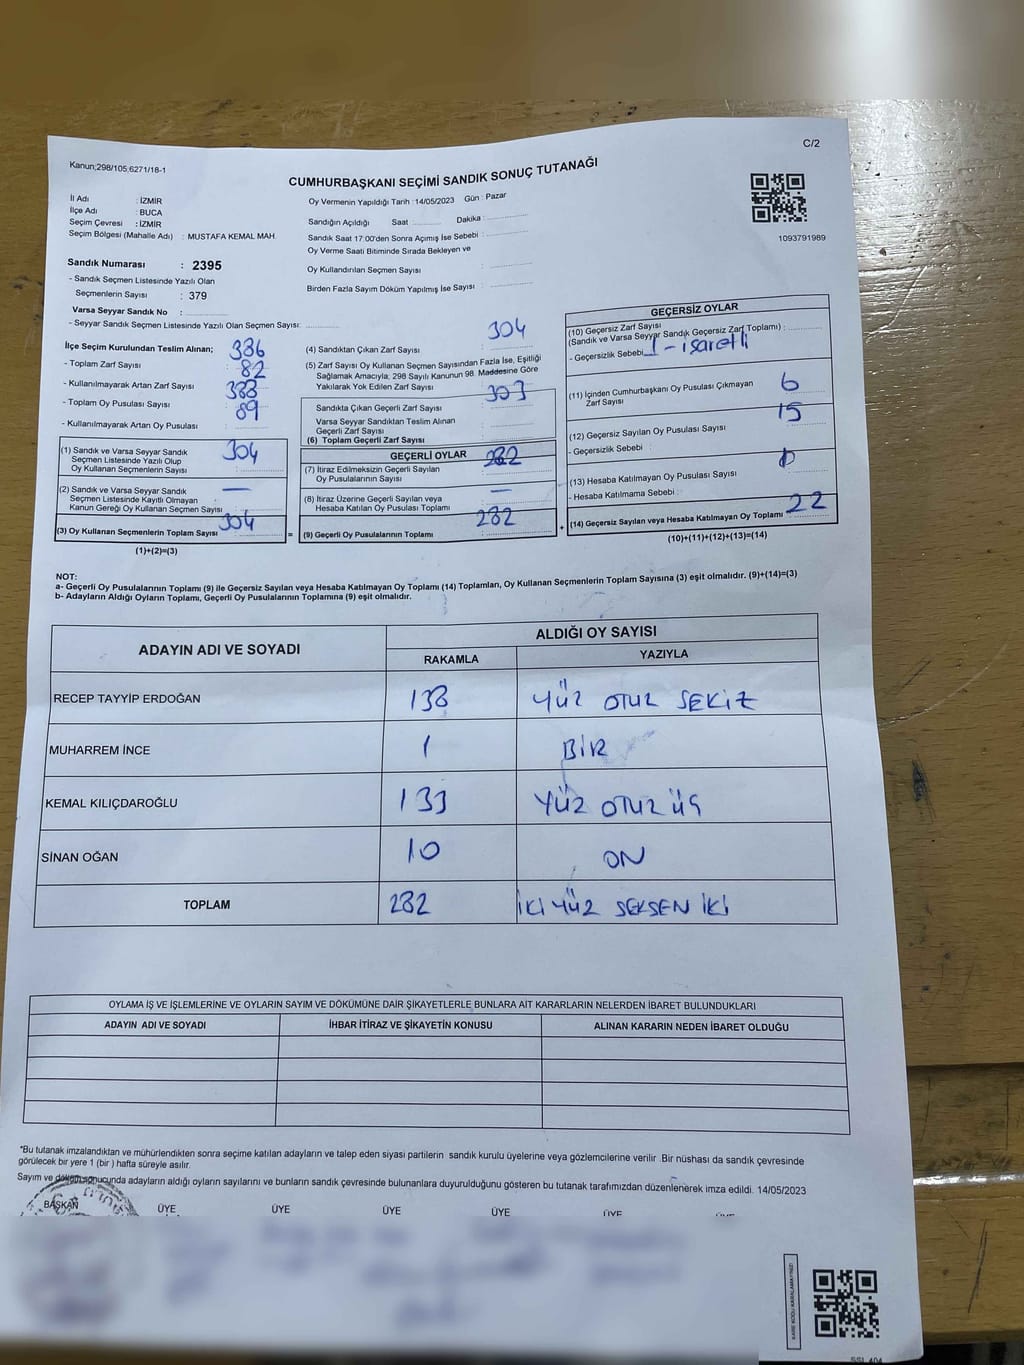 C/2
Kanun;298/105;6271/18-1
CUMHURBAŞKANI SEÇİMİ SANDIK SONUÇ TUTANAĞI
İl Adı : İZMİR
İlçe Adı : BUCA
Seçim Çevresi : İZMİR
Seçim Bölgesi (Mahalle Adı) : MUSTAFA KEMAL MAH.
Sandık Numarası : 2395
- Sandık Seçmen Listesinde Yazılı Olan
Seçmenlerin Sayısı : 379
Varsa Seyyar Sandık No :
- Seyyar Sandık Seçmen Listesinde Yazılı Olan Seçmen Sayısı:
Oy Vermenin Yapıldığı Tarih :14/05/2023 Gün : Pazar
Sandığın Açıldığı Saat : Dakika :
Sandık Saat 17:00'den Sonra Açımış İse Sebebi :
Oy Verme Saati Bitiminde Sırada Bekleyen ve
Oy Kullandırılan Seçmen Sayısı :
Birden Fazla Sayım Döküm Yapılmış İse Sayısı :
1093791989
İlçe Seçim Kurulundan Teslim Alınan;
- Toplam Zarf Sayısı : 386
- Kullanılmayarak Artan Zarf Sayısı : 82
- Toplam Oy Pusulası Sayısı : 388
- Kullanılmayarak Artan Oy Pusulası : 89
(1) Sandık ve Varsa Seyyar Sandık
Seçmen Listesinde Yazılı Olup
Oy Kullanan Seçmenlerin Sayısı : 304
(2) Sandık ve Varsa Seyyar Sandık
Seçmen Listesinde Kayıtlı Olmayan
Kanun Gereği Oy Kullanan Seçmen Sayısı : —
(3) Oy Kullanan Seçmenlerin Toplam Sayısı : 304
(1)+(2)=(3)
(4) Sandıktan Çıkan Zarf Sayısı : 304
(5) Zarf Sayısı Oy Kullanan Seçmen Sayısından Fazla İse, Eşitliği
Sağlamak Amacıyla; 298 Sayılı Kanunun 98. Maddesine Göre
Yakılarak Yok Edilen Zarf Sayısı :
Sandıkta Çıkan Geçerli Zarf Sayısı : 303
Varsa Seyyar Sandıktan Teslim Alınan
Geçerli Zarf Sayısı :
(6) Toplam Geçerli Zarf Sayısı :
GEÇERLİ OYLAR
(7) İtiraz Edilmeksizin Geçerli Sayılan
Oy Pusulasının Sayısı : 282
(8) İtiraz Üzerine Geçerli Sayılan veya
Hesaba Katılan Oy Pusulası Toplamı : —
(9) Geçerli Oy Pusulalarının Toplamı : 282
GEÇERSİZ OYLAR
(10) Geçersiz Zarf Sayısı
(Sandık ve Varsa Seyyar Sandık Geçersiz Zarf Toplamı) :
- Geçersizlik Sebebi : 1 - işaretli
(11) İçinden Cumhurbaşkanı Oy Pusulası Çıkmayan
Zarf Sayısı : 6
(12) Geçersiz Sayılan Oy Pusulası Sayısı : 15
- Geçersizlik Sebebi :
(13) Hesaba Katılmayan Oy Pusulası Sayısı :
- Hesaba Katılmama Sebebi :
(14) Geçersiz Sayılan veya Hesaba Katılmayan Oy Toplamı : 22
(10)+(11)+(12)+(13)=(14)
NOT:
a- Geçerli Oy Pusulalarının Toplamı (9) ile Geçersiz Sayılan veya Hesaba Katılmayan Oy Toplamı (14) Toplamları, Oy Kullanan Seçmenlerin Toplam Sayısına (3) eşit olmalıdır. (9)+(14)=(3)
b- Adayların Aldığı Oyların Toplamı, Geçerli Oy Pusulalarının Toplamına (9) eşit olmalıdır.
ADAYIN ADI VE SOYADI ALDIĞI OY SAYISI
RAKAMLA YAZIYLA
RECEP TAYYİP ERDOĞAN 138 YÜZ OTUZ SEKİZ
MUHARREM İNCE 1 BİR
KEMAL KILIÇDAROĞLU 133 YÜZ OTUZ ÜÇ
SİNAN OĞAN 10 ON
TOPLAM 282 İKİ YÜZ SEKSEN İKİ
OYLAMA İŞ VE İŞLEMLERİNE VE OYLARIN SAYIM VE DÖKÜMÜNE DAİR ŞİKAYETLERLE BUNLARA AİT KARARLARIN NELERDEN İBARET BULUNDUKLARI
ADAYIN ADI VE SOYADI İHBAR İTİRAZ VE ŞİKAYETİN KONUSU ALINAN KARARIN NEDEN İBARET OLDUĞU
*Bu tutanak imzalandıktan ve mühürlendikten sonra seçime katılan adayların ve talep eden siyasi partilerin sandık kurulu üyelerine veya gözlemcilerine verilir. Bir nüshası da sandık çevresinde
görülecek bir yere 1 (bir ) hafta süreyle asılır.
Sayım ve döküm sonucunda adayların aldığı oyların sayılarını ve bunların sandık çevresinde bulunanlara duyurulduğunu gösteren bu tutanak tarafımızdan düzenlenerek imza edildi. 14/05/2023
BAŞKAN ÜYE ÜYE ÜYE ÜYE ÜYE ÜYE
KARE KODU KARALAMAYINIZ!